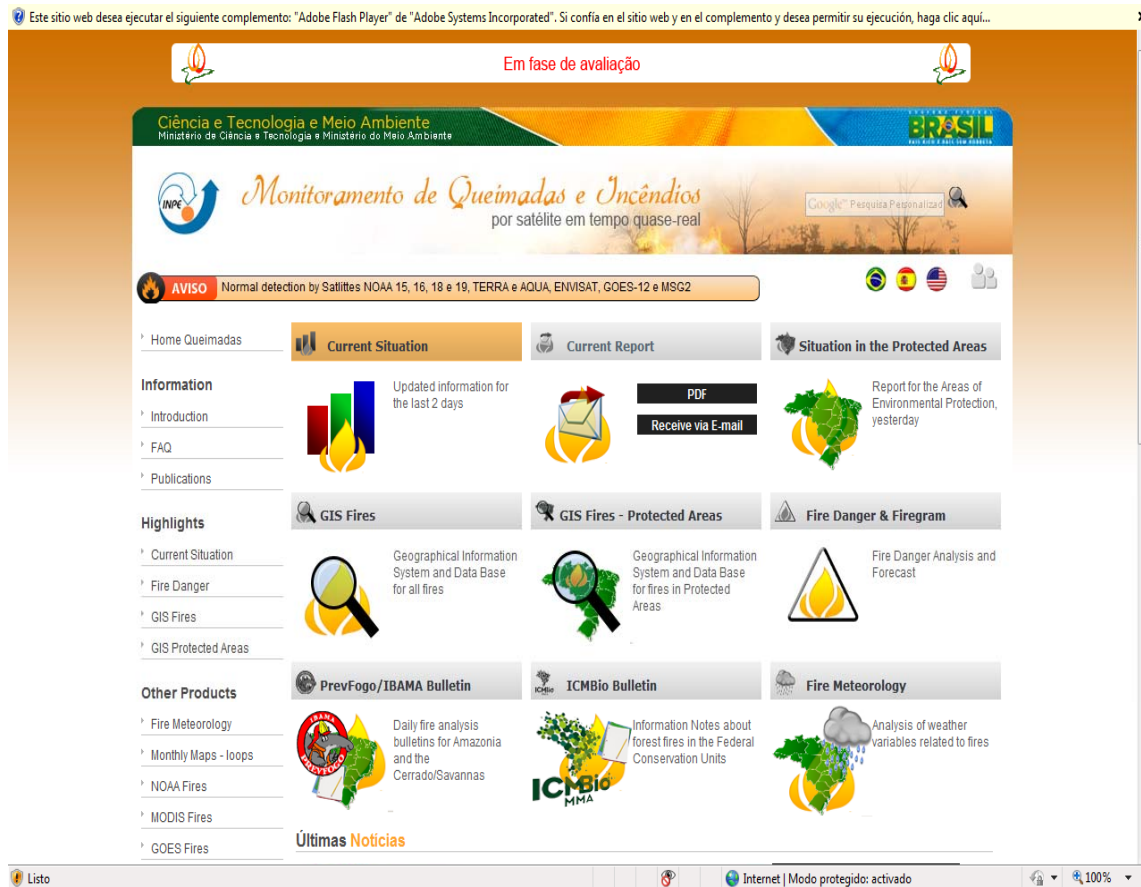 Este sitio web desea ejecutar el siguiente complemento: "Adobe Flash Player" de "Adobe Systems Incorporated". Si confía en el sitio web y en el complemento y desea permitir su ejecución, haga clic aquí...
Em fase de avaliação
Ciência e Tecnologia e Meio Ambiente
Ministério de Ciência e Tecnologia e Ministério do Meio Ambiente
BRASIL
INPE
Monitoramento de Queimadas e Incêndios
por satélite em tempo quase-real
Google™ Pesquisa Personalizad
AVISO
Normal detection by Satlittes NOAA 15, 16, 18 e 19, TERRA e AQUA, ENVISAT, GOES-12 e MSG2
Home Queimadas
Information
Introduction
FAQ
Publications
Highlights
Current Situation
Fire Danger
GIS Fires
GIS Protected Areas
Other Products
Fire Meteorology
Monthly Maps - loops
NOAA Fires
MODIS Fires
GOES Fires
Current Situation
Updated information for
the last 2 days
Current Report
PDF
Receive via E-mail
Situation in the Protected Areas
Report for the Areas of
Environmental Protection,
yesterday
GIS Fires
Geographical Information
System and Data Base
for all fires
GIS Fires - Protected Areas
Geographical Information
System and Data Base
for fires in Protected
Areas
Fire Danger & Firegram
Fire Danger Analysis and
Forecast
PrevFogo/IBAMA Bulletin
IBAMA
PREVFOGO
Daily fire analysis
bulletins for Amazonia
and the
Cerrado/Savannas
ICMBio
ICMBio Bulletin
ICMBio
MMA
Information Notes about
forest fires in the Federal
Conservation Units
Fire Meteorology
Analysis of weather
variables related to fires
Últimas Noticias
Listo
Internet | Modo protegido: activado
100%